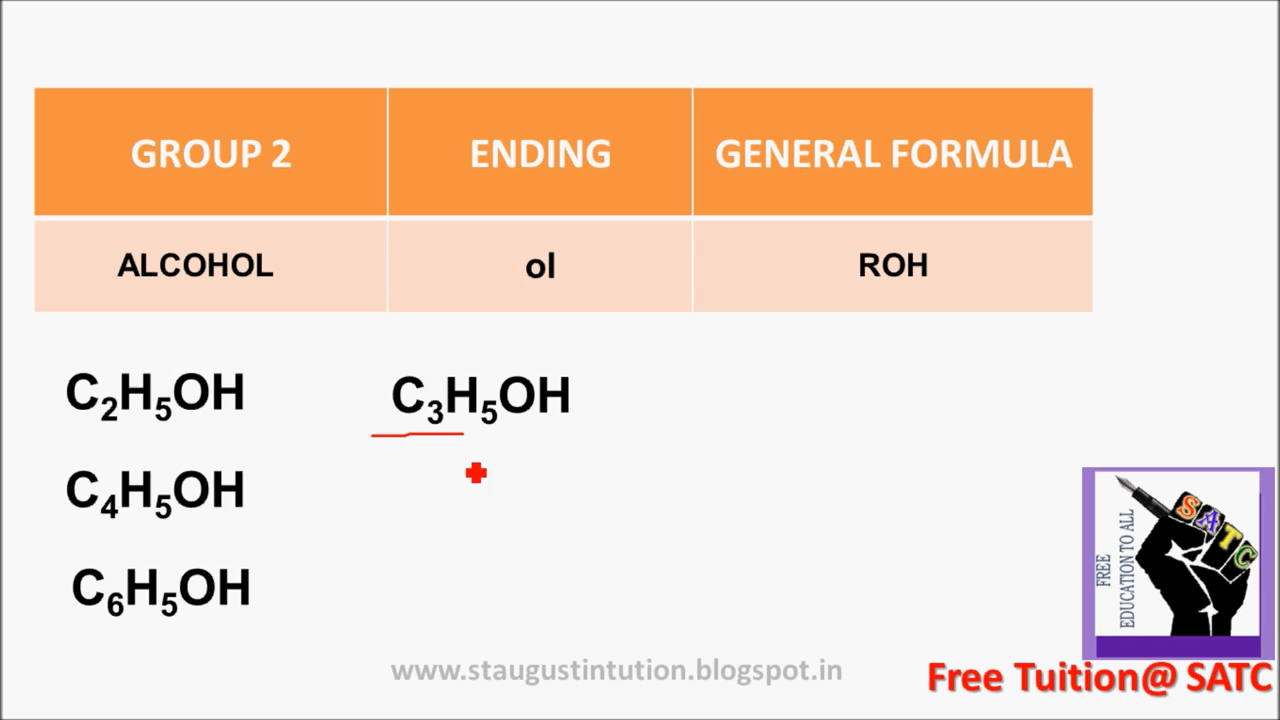 GROUP 2 ENDING GENERAL FORMULA
ALCOHOL ol ROH
C₂H₅OH C₃H₅OH
C₄H₅OH
C₆H₅OH
SATC
FREE
EDUCATION TO ALL
www.staugustintution.blogspot.in
Free Tuition@ SATC